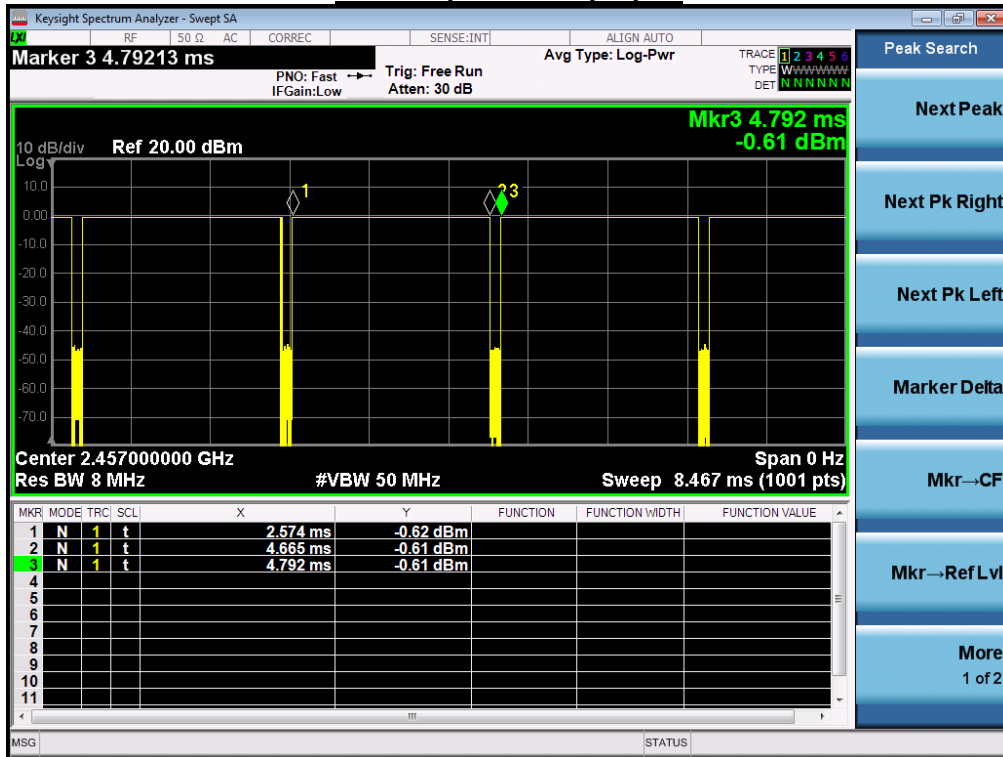 Keysight Spectrum Analyzer - Swept SA
LXI RF 50 Ω AC CORREC SENSE:INT ALIGN AUTO
Marker 3 4.79213 ms
PNO: Fast
IFGain:Low
Trig: Free Run
Atten: 30 dB
Avg Type: Log-Pwr
TRACE 1 2 3 4 5 6
TYPE WWWWWW
DET N N N N N N
Mkr3 4.792 ms
-0.61 dBm
10 dB/div Ref 20.00 dBm
Log
10.0
0.00
-10.0
-20.0
-30.0
-40.0
-50.0
-60.0
-70.0
1
2 3
Center 2.457000000 GHz Span 0 Hz
Res BW 8 MHz #VBW 50 MHz Sweep 8.467 ms (1001 pts)
MKR MODE TRC SCL X Y FUNCTION FUNCTION WIDTH FUNCTION VALUE
1 N 1 t 2.574 ms -0.62 dBm
2 N 1 t 4.665 ms -0.61 dBm
3 N 1 t 4.792 ms -0.61 dBm
4
5
6
7
8
9
10
11
MSG STATUS
Peak Search
Next Peak
Next Pk Right
Next Pk Left
Marker Delta
Mkr→CF
Mkr→Ref Lvl
More
1 of 2